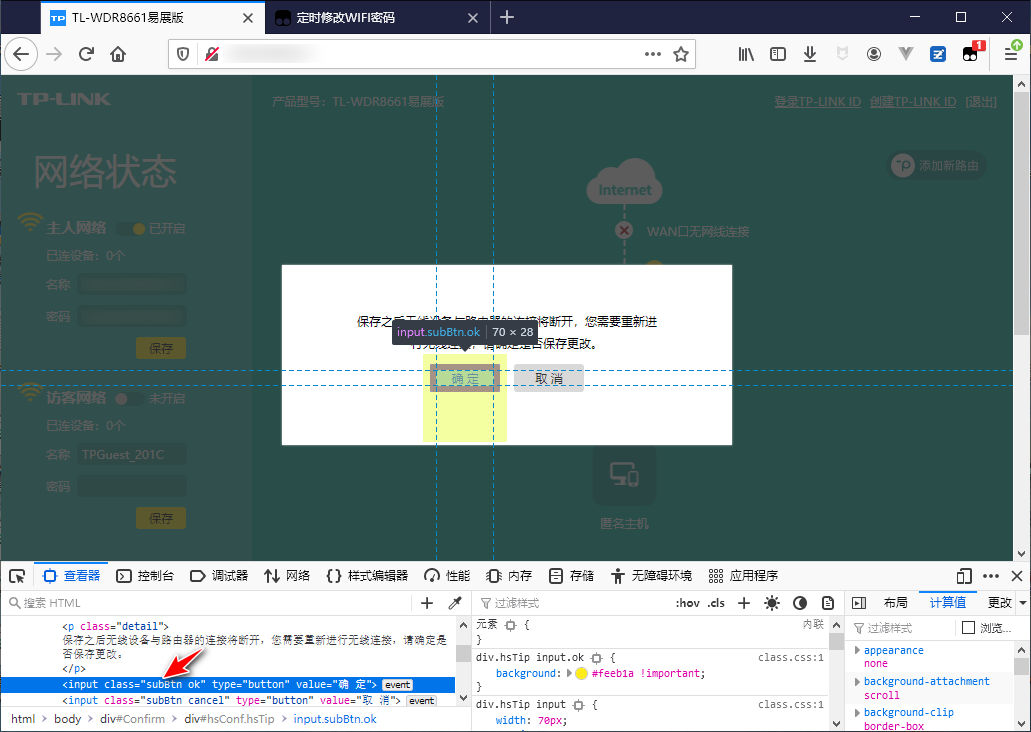 TP TL-WDR8661易展版
定时修改WIFI密码
1
TP-LINK
产品型号：TL-WDR8661易展版
登录TP-LINK ID 创建TP-LINK ID [退出]
网络状态
添加新路由
Internet
主人网络 已开启
WAN口无网线连接
已连设备：0个
名称
密码
保存
保存之后无线设备与路由器的连接将断开，您需要重新进
行无线连接，请确定是否保存更改。
input.subBtn.ok 70 × 28
确 定 取 消
访客网络 未开启
已连设备：0个
名称 TPGuest_201C
密码
保存
匿名主机
查看器 控制台 调试器 网络 样式编辑器 性能 内存 存储 无障碍环境 应用程序
搜索 HTML
过滤样式 :hov .cls
布局 计算值 更改
<p class="detail">
保存之后无线设备与路由器的连接将断开，您需要重新进行无线连接，请确定是
否保存更改。
</p>
<input class="subBtn ok" type="button" value="确 定"> event
<input class="subBtn cancel" type="button" value="取 消"> event
html › body › div#Confirm › div#hsConf.hsTip › input.subBtn.ok
元素 { 内联
}
div.hsTip input.ok { class.css:1
background: #feeb1a !important;
}
div.hsTip input { class.css:1
width: 70px;
过滤样式 浏览...
appearance
none
background-attachment
scroll
background-clip
border-box